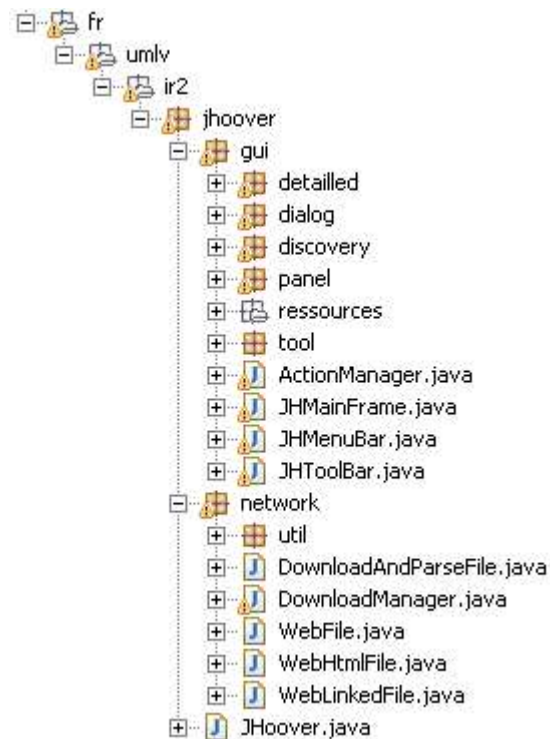 fr
umlv
ir2
jhoover
gui
detailled
dialog
discovery
panel
ressources
tool
ActionManager.java
JHMainFrame.java
JHMenuBar.java
JHToolBar.java
network
util
DownloadAndParseFile.java
DownloadManager.java
WebFile.java
WebHtmlFile.java
WebLinkedFile.java
JHoover.java